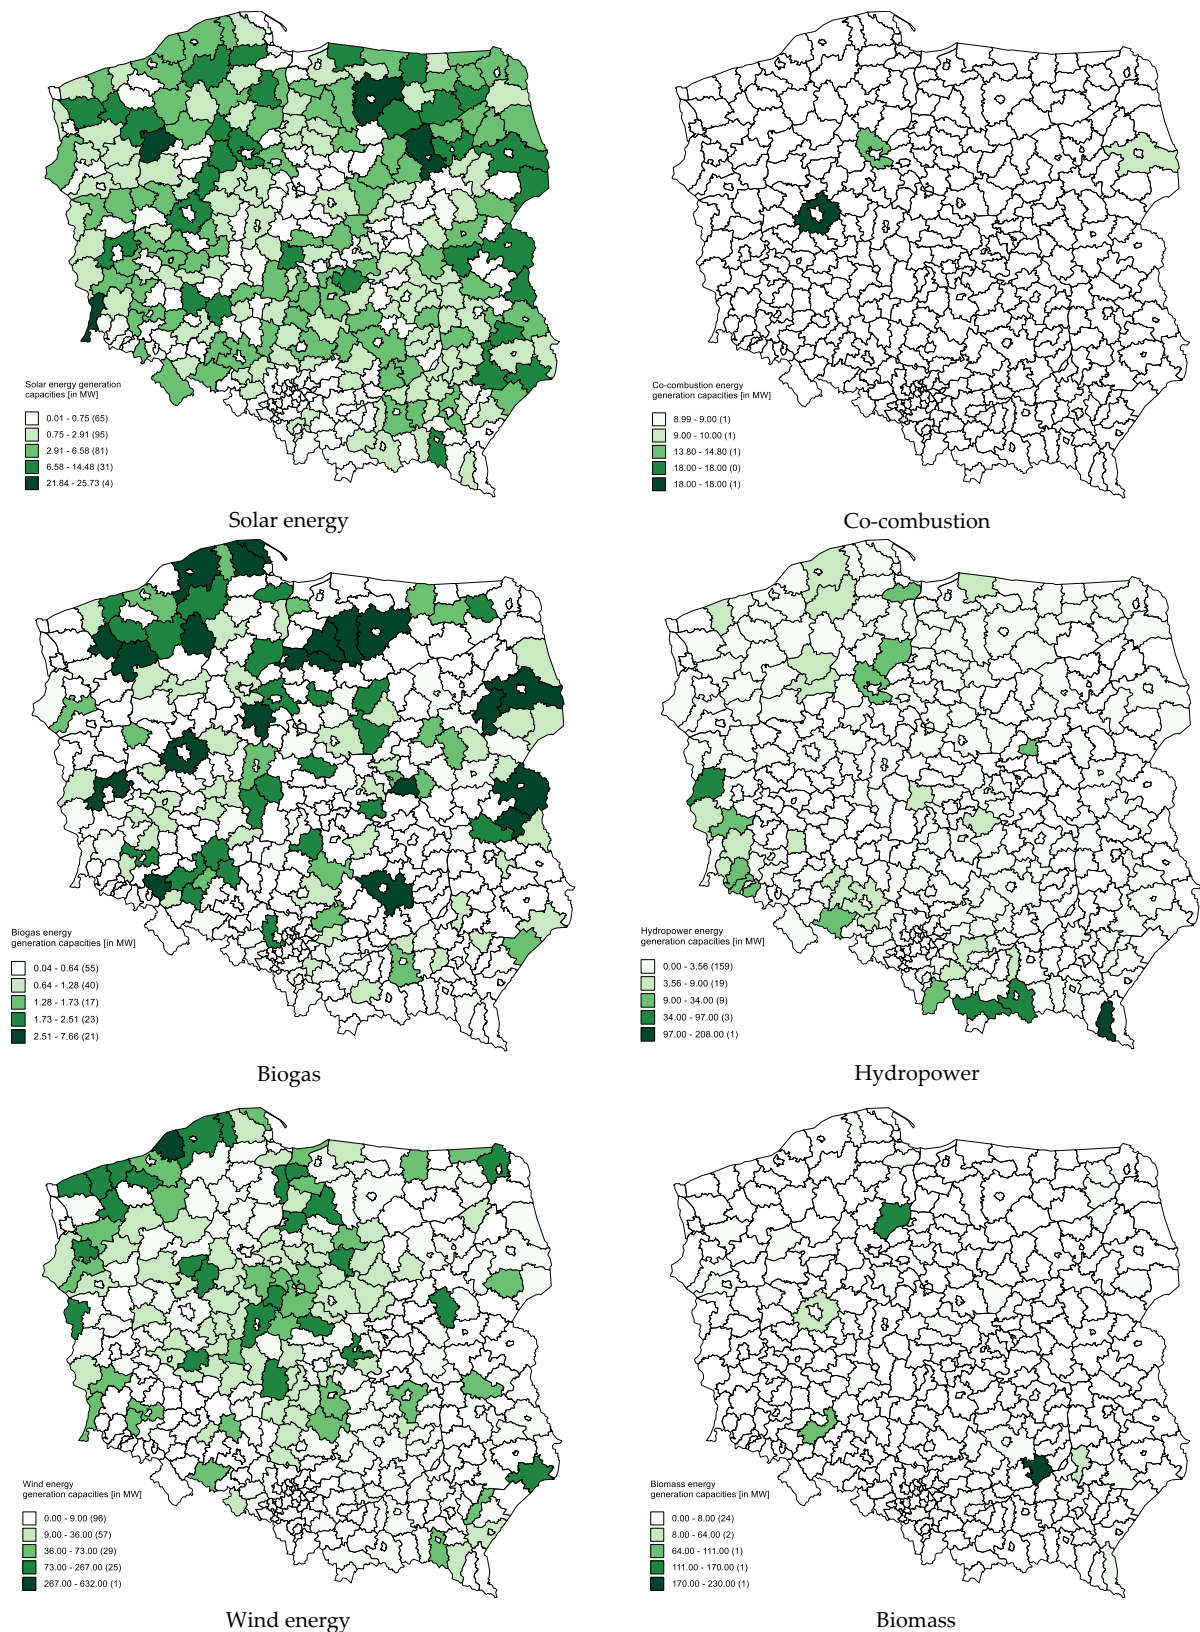 Solar energy generation
capacities [in MW]
0.01 - 0.75 (65)
0.75 - 2.91 (95)
2.91 - 6.58 (81)
6.58 - 14.48 (31)
21.84 - 25.73 (4)
Solar energy
Co-combustion energy
generation capacities [in MW]
8.99 - 9.00 (1)
9.00 - 10.00 (1)
13.80 - 14.80 (1)
18.00 - 18.00 (0)
18.00 - 18.00 (1)
Co-combustion
Biogas energy
generation capacities [in MW]
0.04 - 0.64 (55)
0.64 - 1.28 (40)
1.28 - 1.73 (17)
1.73 - 2.51 (23)
2.51 - 7.66 (21)
Biogas
Hydropower energy
generation capacities [in MW]
0.00 - 3.56 (159)
3.56 - 9.00 (19)
9.00 - 34.00 (9)
34.00 - 97.00 (3)
97.00 - 208.00 (1)
Hydropower
Wind energy
generation capacities [in MW]
0.00 - 9.00 (96)
9.00 - 36.00 (57)
36.00 - 73.00 (29)
73.00 - 267.00 (25)
267.00 - 632.00 (1)
Wind energy
Biomass energy
generation capacities [in MW]
0.00 - 8.00 (24)
8.00 - 64.00 (2)
64.00 - 111.00 (1)
111.00 - 170.00 (1)
170.00 - 230.00 (1)
Biomass